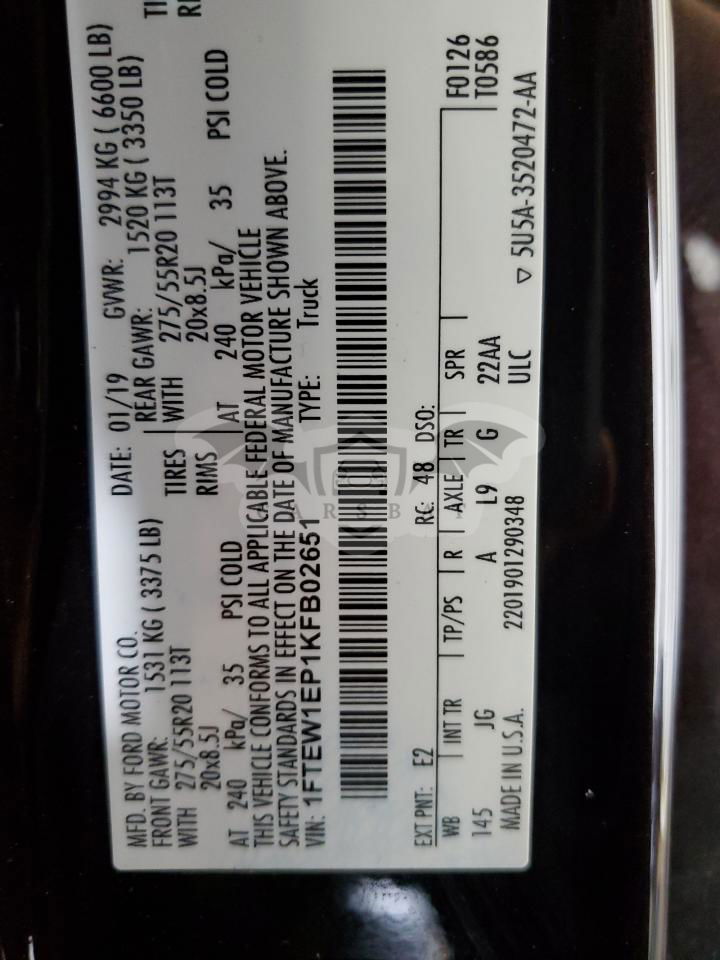 MFD. BY FORD MOTOR CO. DATE: 01/19 GVWR: 2994 KG ( 6600 LB)
FRONT GAWR: 1531 KG ( 3375 LB) REAR GAWR: 1520 KG ( 3350 LB)
WITH 275/55R20 113T TIRES WITH 275/55R20 113T TI
20x8.5J RIMS 20x8.5J RI
AT 240 kPa/ 35 PSI COLD AT 240 kPa/ 35 PSI COLD
THIS VEHICLE CONFORMS TO ALL APPLICABLE FEDERAL MOTOR VEHICLE
SAFETY STANDARDS IN EFFECT ON THE DATE OF MANUFACTURE SHOWN ABOVE.
VIN: 1FTEW1EP1KFB02651 TYPE: Truck
EXT PNT: E2 RC: 48 DSO:
WB INT TR TP/PS R AXLE TR SPR F0126
145 JG A L9 G 22AA T0586
MADE IN U.S.A. 2201901290348 ULC
▽ 5U5A-3520472-AA